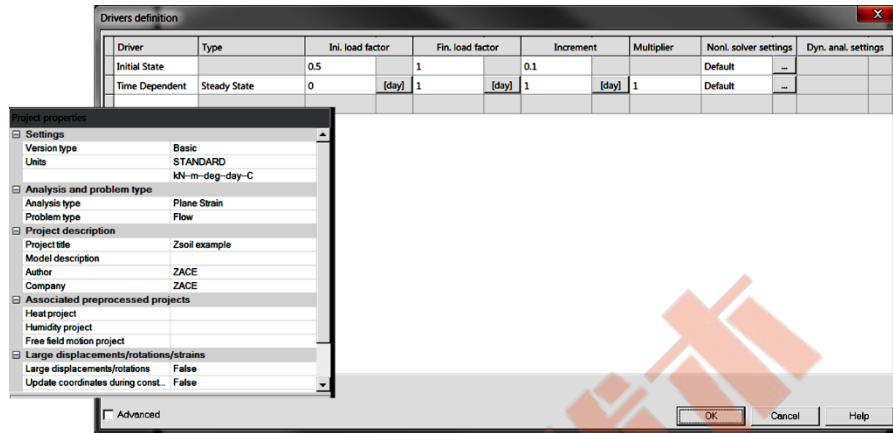 Drivers definition
Driver Type Ini. load factor Fin. load factor Increment Multiplier Nonl. solver settings Dyn. anal. settings
Initial State 0.5 1 0.1 Default ...
Time Dependent Steady State 0 [day] 1 [day] 1 [day] 1 Default ...
Project properties
Settings
Version type Basic
Units STANDARD
kN-m-deg-day-C
Analysis and problem type
Analysis type Plane Strain
Problem type Flow
Project description
Project title Zsoil example
Model description
Author ZACE
Company ZACE
Associated preprocessed projects
Heat project
Humidity project
Free field motion project
Large displacements/rotations/strains
Large displacements/rotations False
Update coordinates during const... False
Advanced
OK Cancel Help